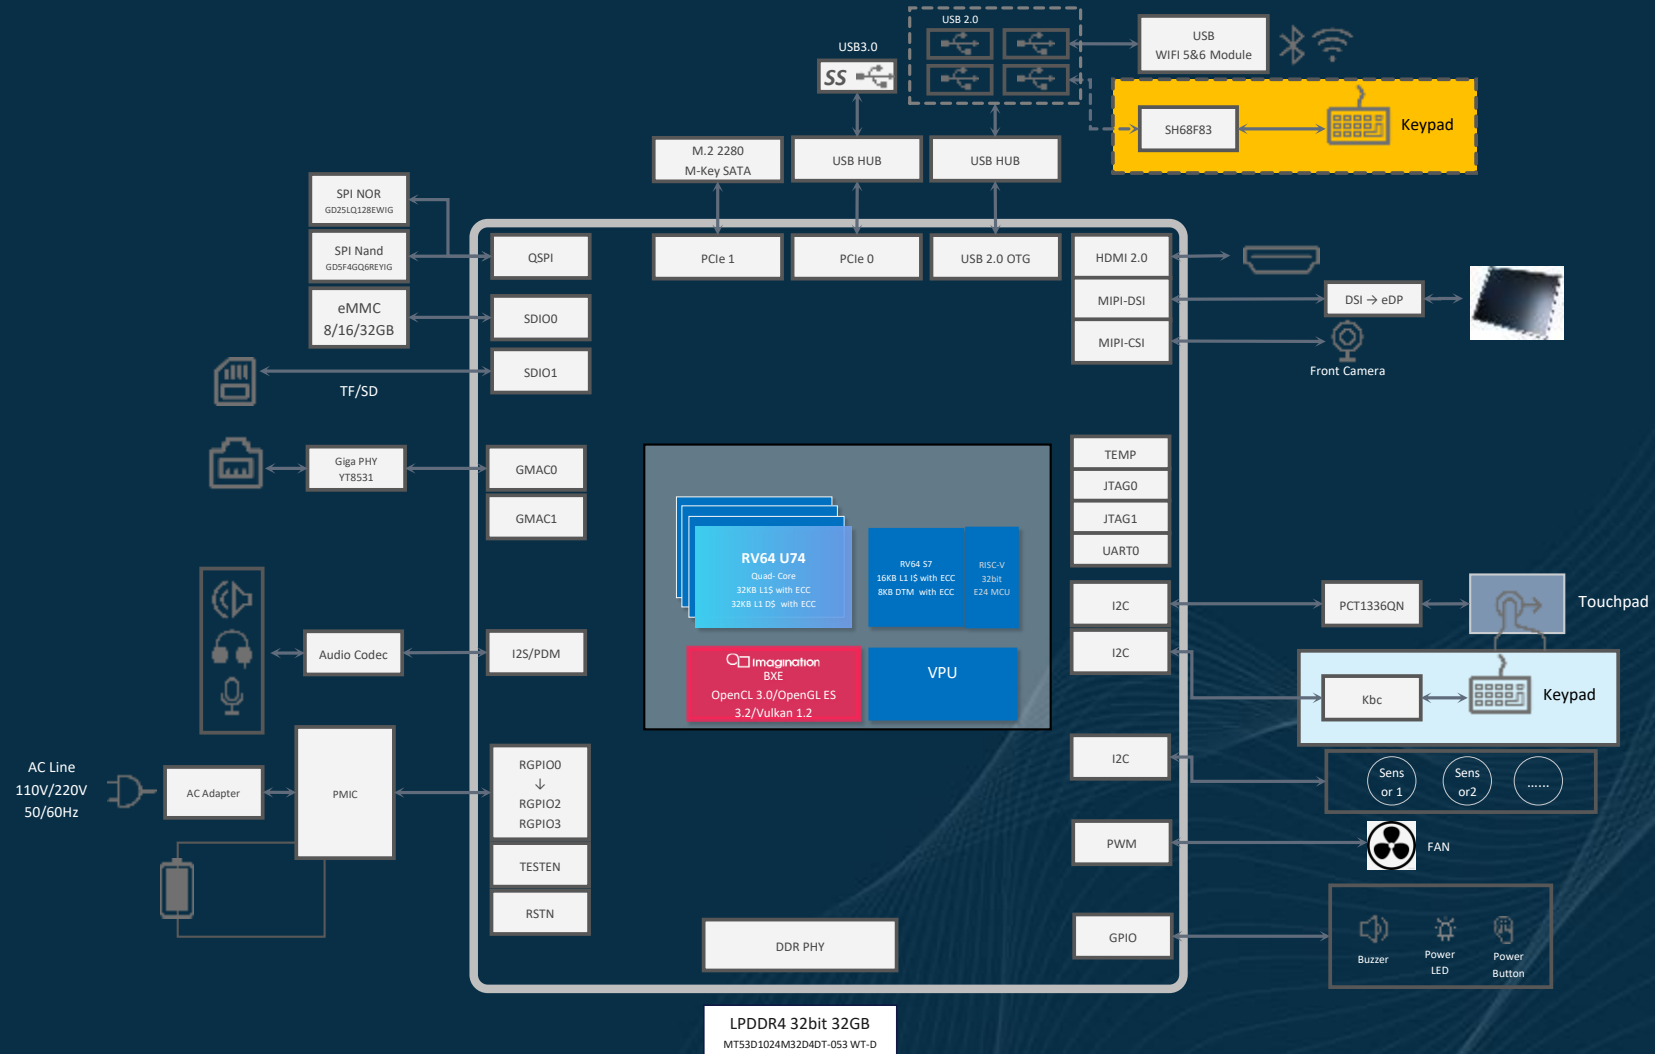 USB 2.0
USB
WIFI 5&6 Module
USB3.0
SS
SH68F83
Keypad
M.2 2280
M-Key SATA
USB HUB
USB HUB
SPI NOR
GD25LQ128EWIG
SPI Nand
GD5F4GQ6REYIG
eMMC
8/16/32GB
TF/SD
QSPI
SDIO0
SDIO1
PCIe 1
PCIe 0
USB 2.0 OTG
HDMI 2.0
MIPI-DSI
MIPI-CSI
DSI → eDP
Front Camera
Giga PHY
YT8531
GMAC0
GMAC1
TEMP
JTAG0
JTAG1
UART0
RV64 U74
Quad- Core
32KB L1$ with ECC
32KB L1 D$ with ECC
RV64 S7
16KB L1 I$ with ECC
8KB DTM with ECC
RISC-V
32bit
E24 MCU
Imagination
BXE
OpenCL 3.0/OpenGL ES
3.2/Vulkan 1.2
VPU
I2C
PCT1336QN
Touchpad
I2C
Kbc
Keypad
Audio Codec
I2S/PDM
AC Line
110V/220V
50/60Hz
AC Adapter
PMIC
RGPIO0
↓
RGPIO2
RGPIO3
TESTEN
RSTN
I2C
Sens
or 1
Sens
or2
......
PWM
FAN
GPIO
Buzzer
Power
LED
Power
Button
DDR PHY
LPDDR4 32bit 32GB
MT53D1024M32D4DT-053 WT-D